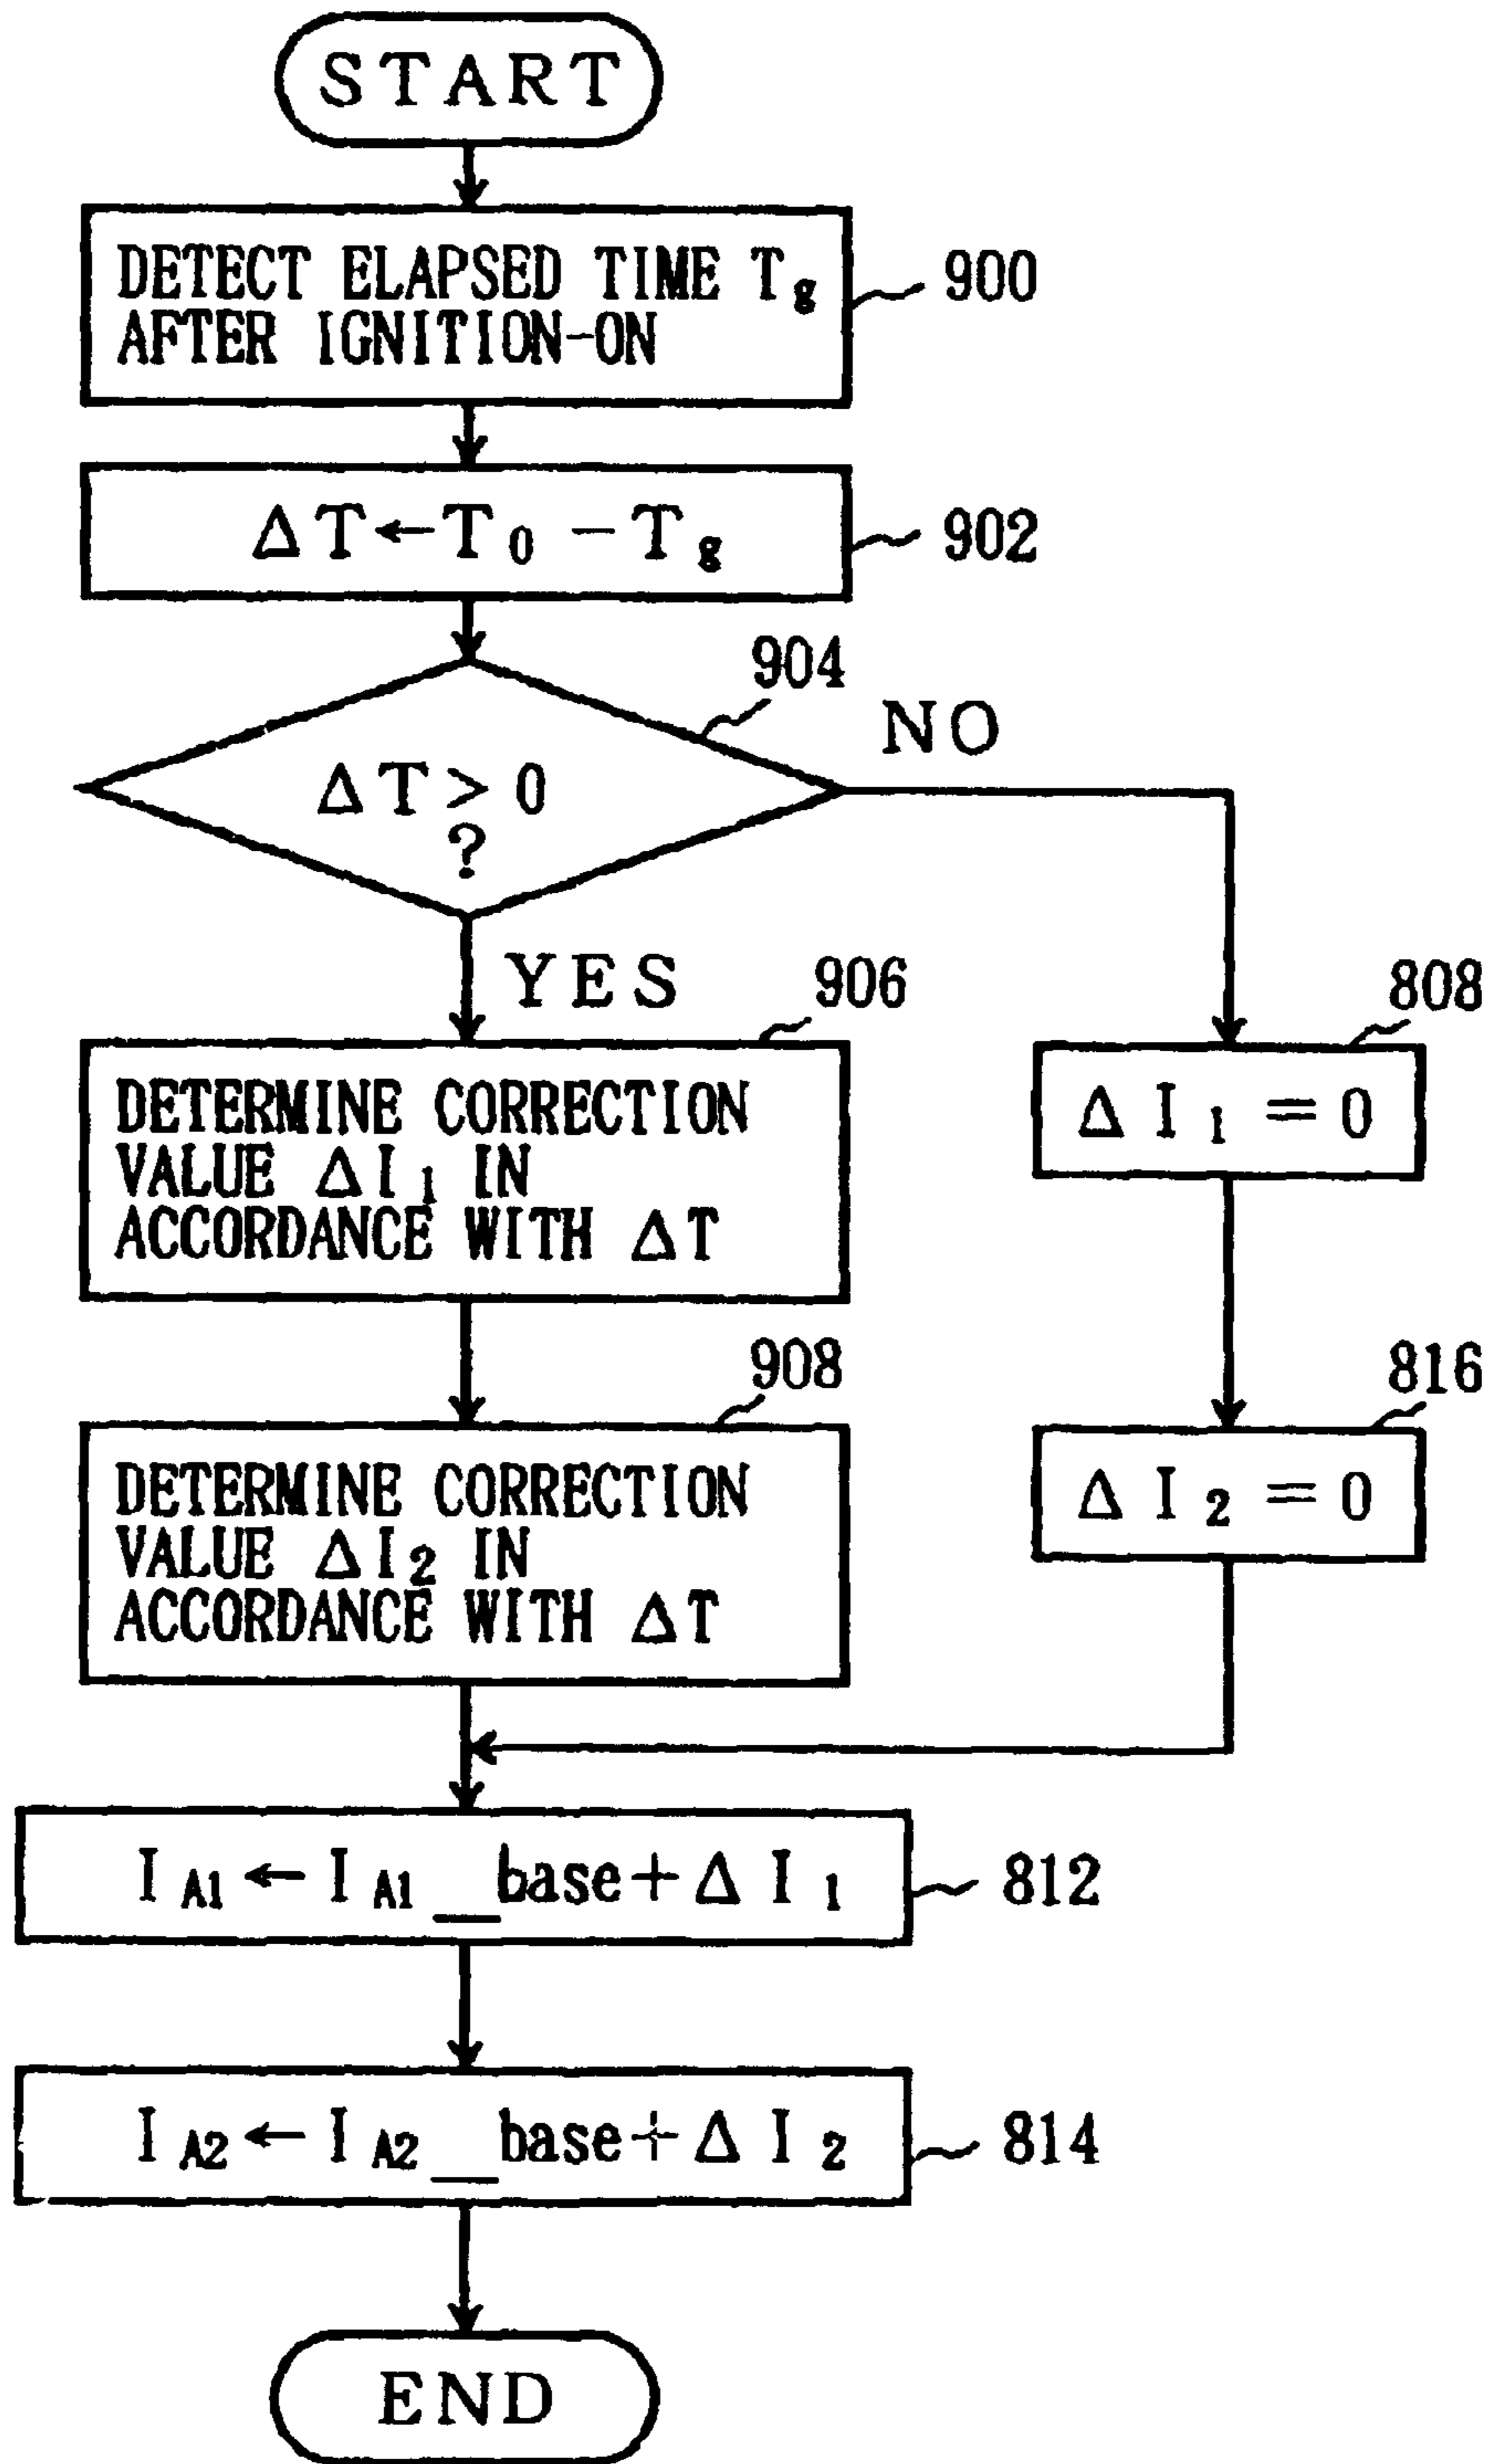 START
DETECT ELAPSED TIME Tg
AFTER IGNITION-ON
900
ΔT←T0－Tg
902
904
ΔT>0
?
NO
YES
906
DETERMINE CORRECTION
VALUE ΔI1 IN
ACCORDANCE WITH ΔT
808
ΔI1=0
908
DETERMINE CORRECTION
VALUE ΔI2 IN
ACCORDANCE WITH ΔT
816
ΔI2=0
IA1←IA1_base+ΔI1
812
IA2←IA2_base+ΔI2
814
END